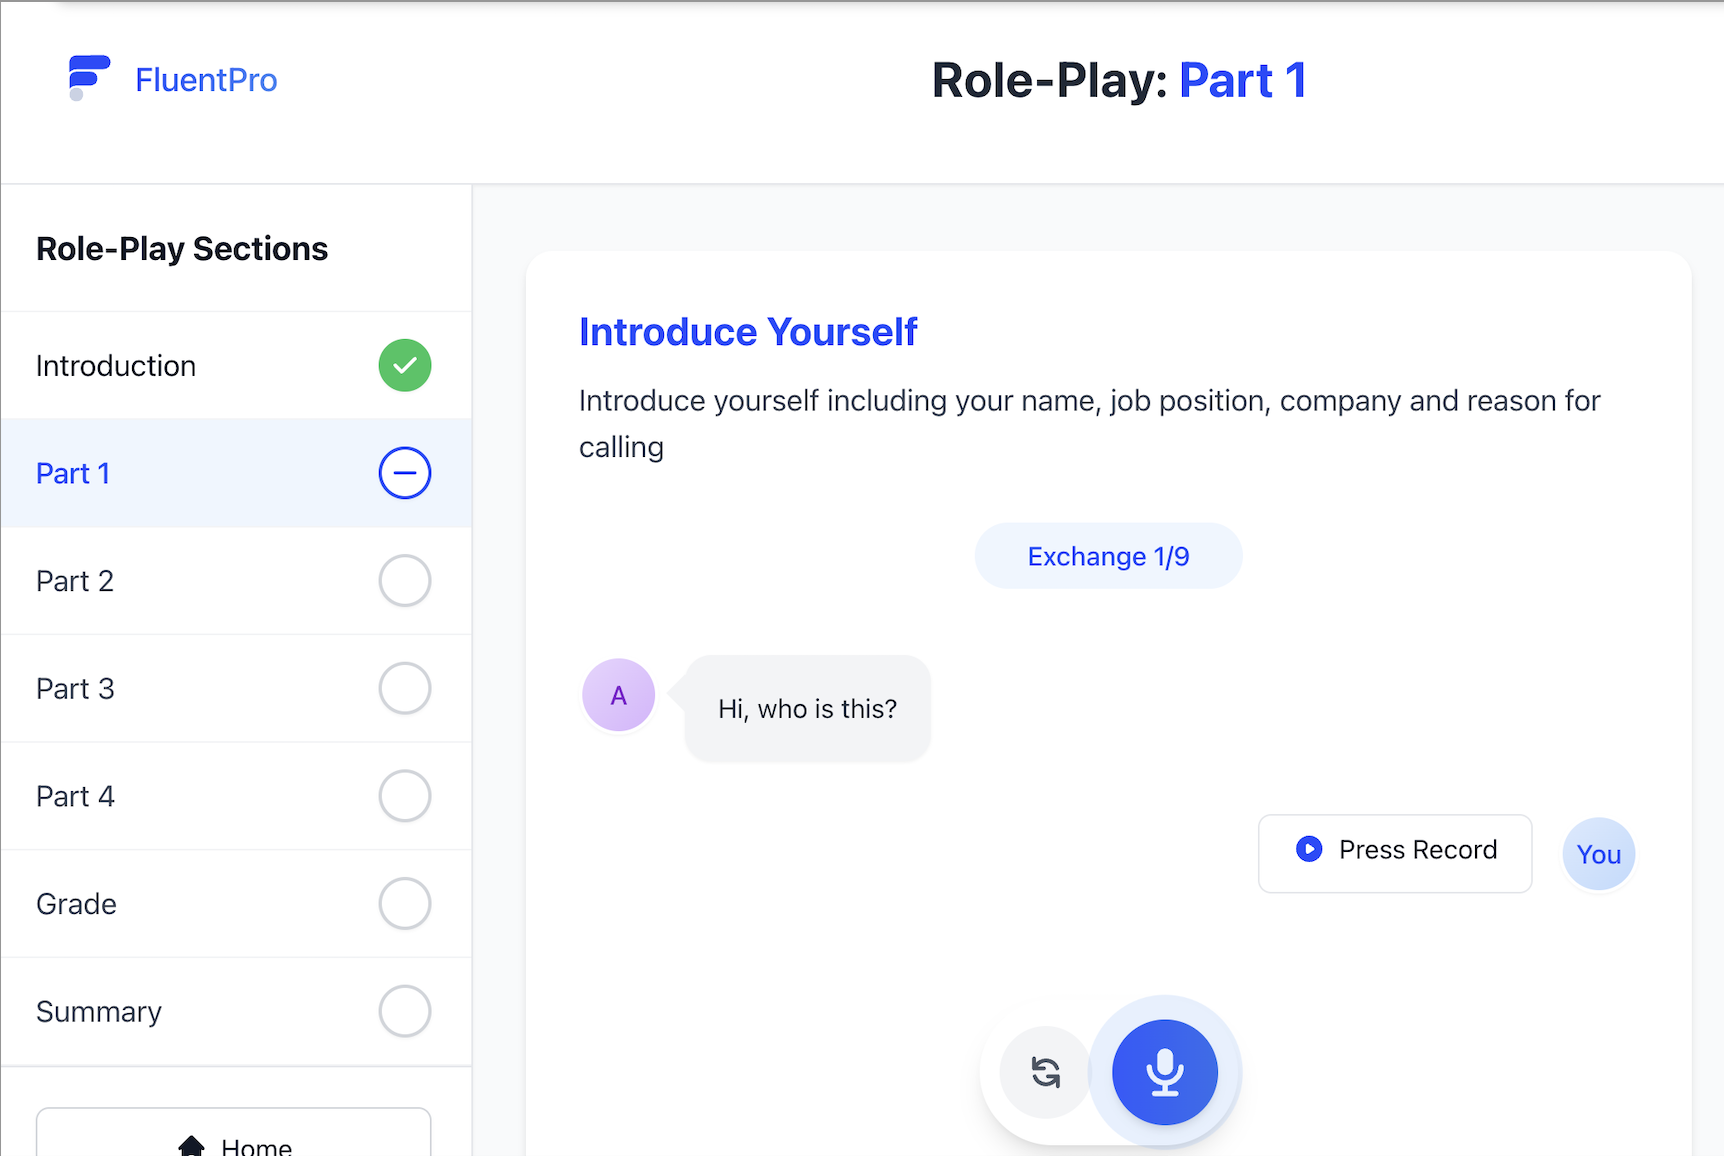 FluentPro
Role-Play: Part 1
Role-Play Sections
Introduction
Part 1
Part 2
Part 3
Part 4
Grade
Summary
Home
Introduce Yourself
Introduce yourself including your name, job position, company and reason for
calling
Exchange 1/9
A
Hi, who is this?
Press Record
You